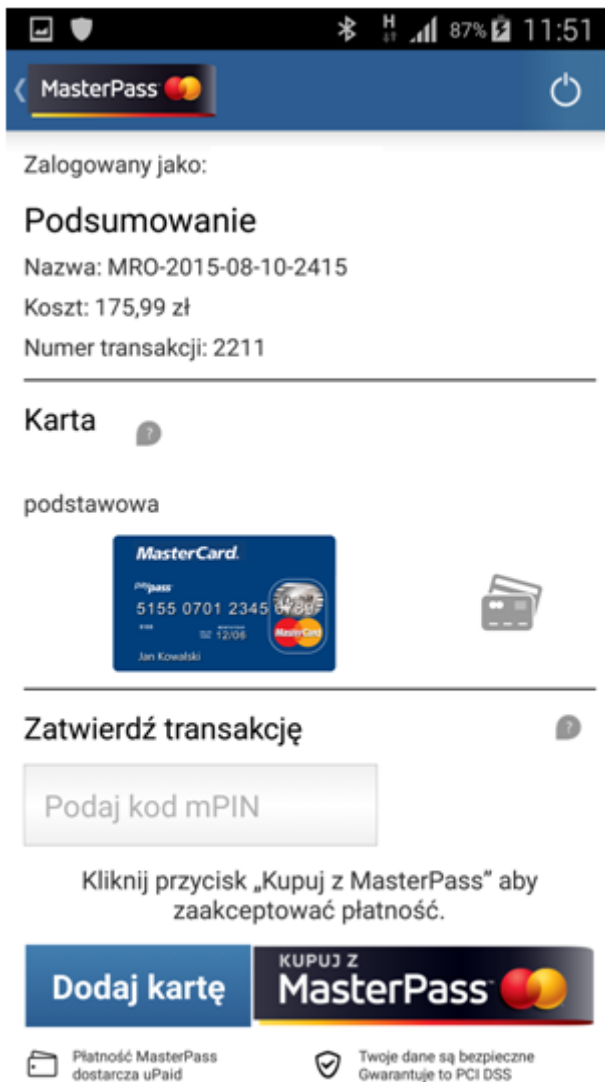 H 87% 11:51
MasterPass
Zalogowany jako:
Podsumowanie
Nazwa: MRO-2015-08-10-2415
Koszt: 175,99 zł
Numer transakcji: 2211
Karta ?
podstawowa
MasterCard.
paypass
5155 0701 2345 6789
12/06
MasterCard
Jan Kowalski
Zatwierdź transakcję ?
Podaj kod mPIN
Kliknij przycisk „Kupuj z MasterPass” aby
zaakceptować płatność.
Dodaj kartę
KUPUJ Z
MasterPass
Płatność MasterPass
dostarcza uPaid
Twoje dane są bezpieczne
Gwarantuje to PCI DSS